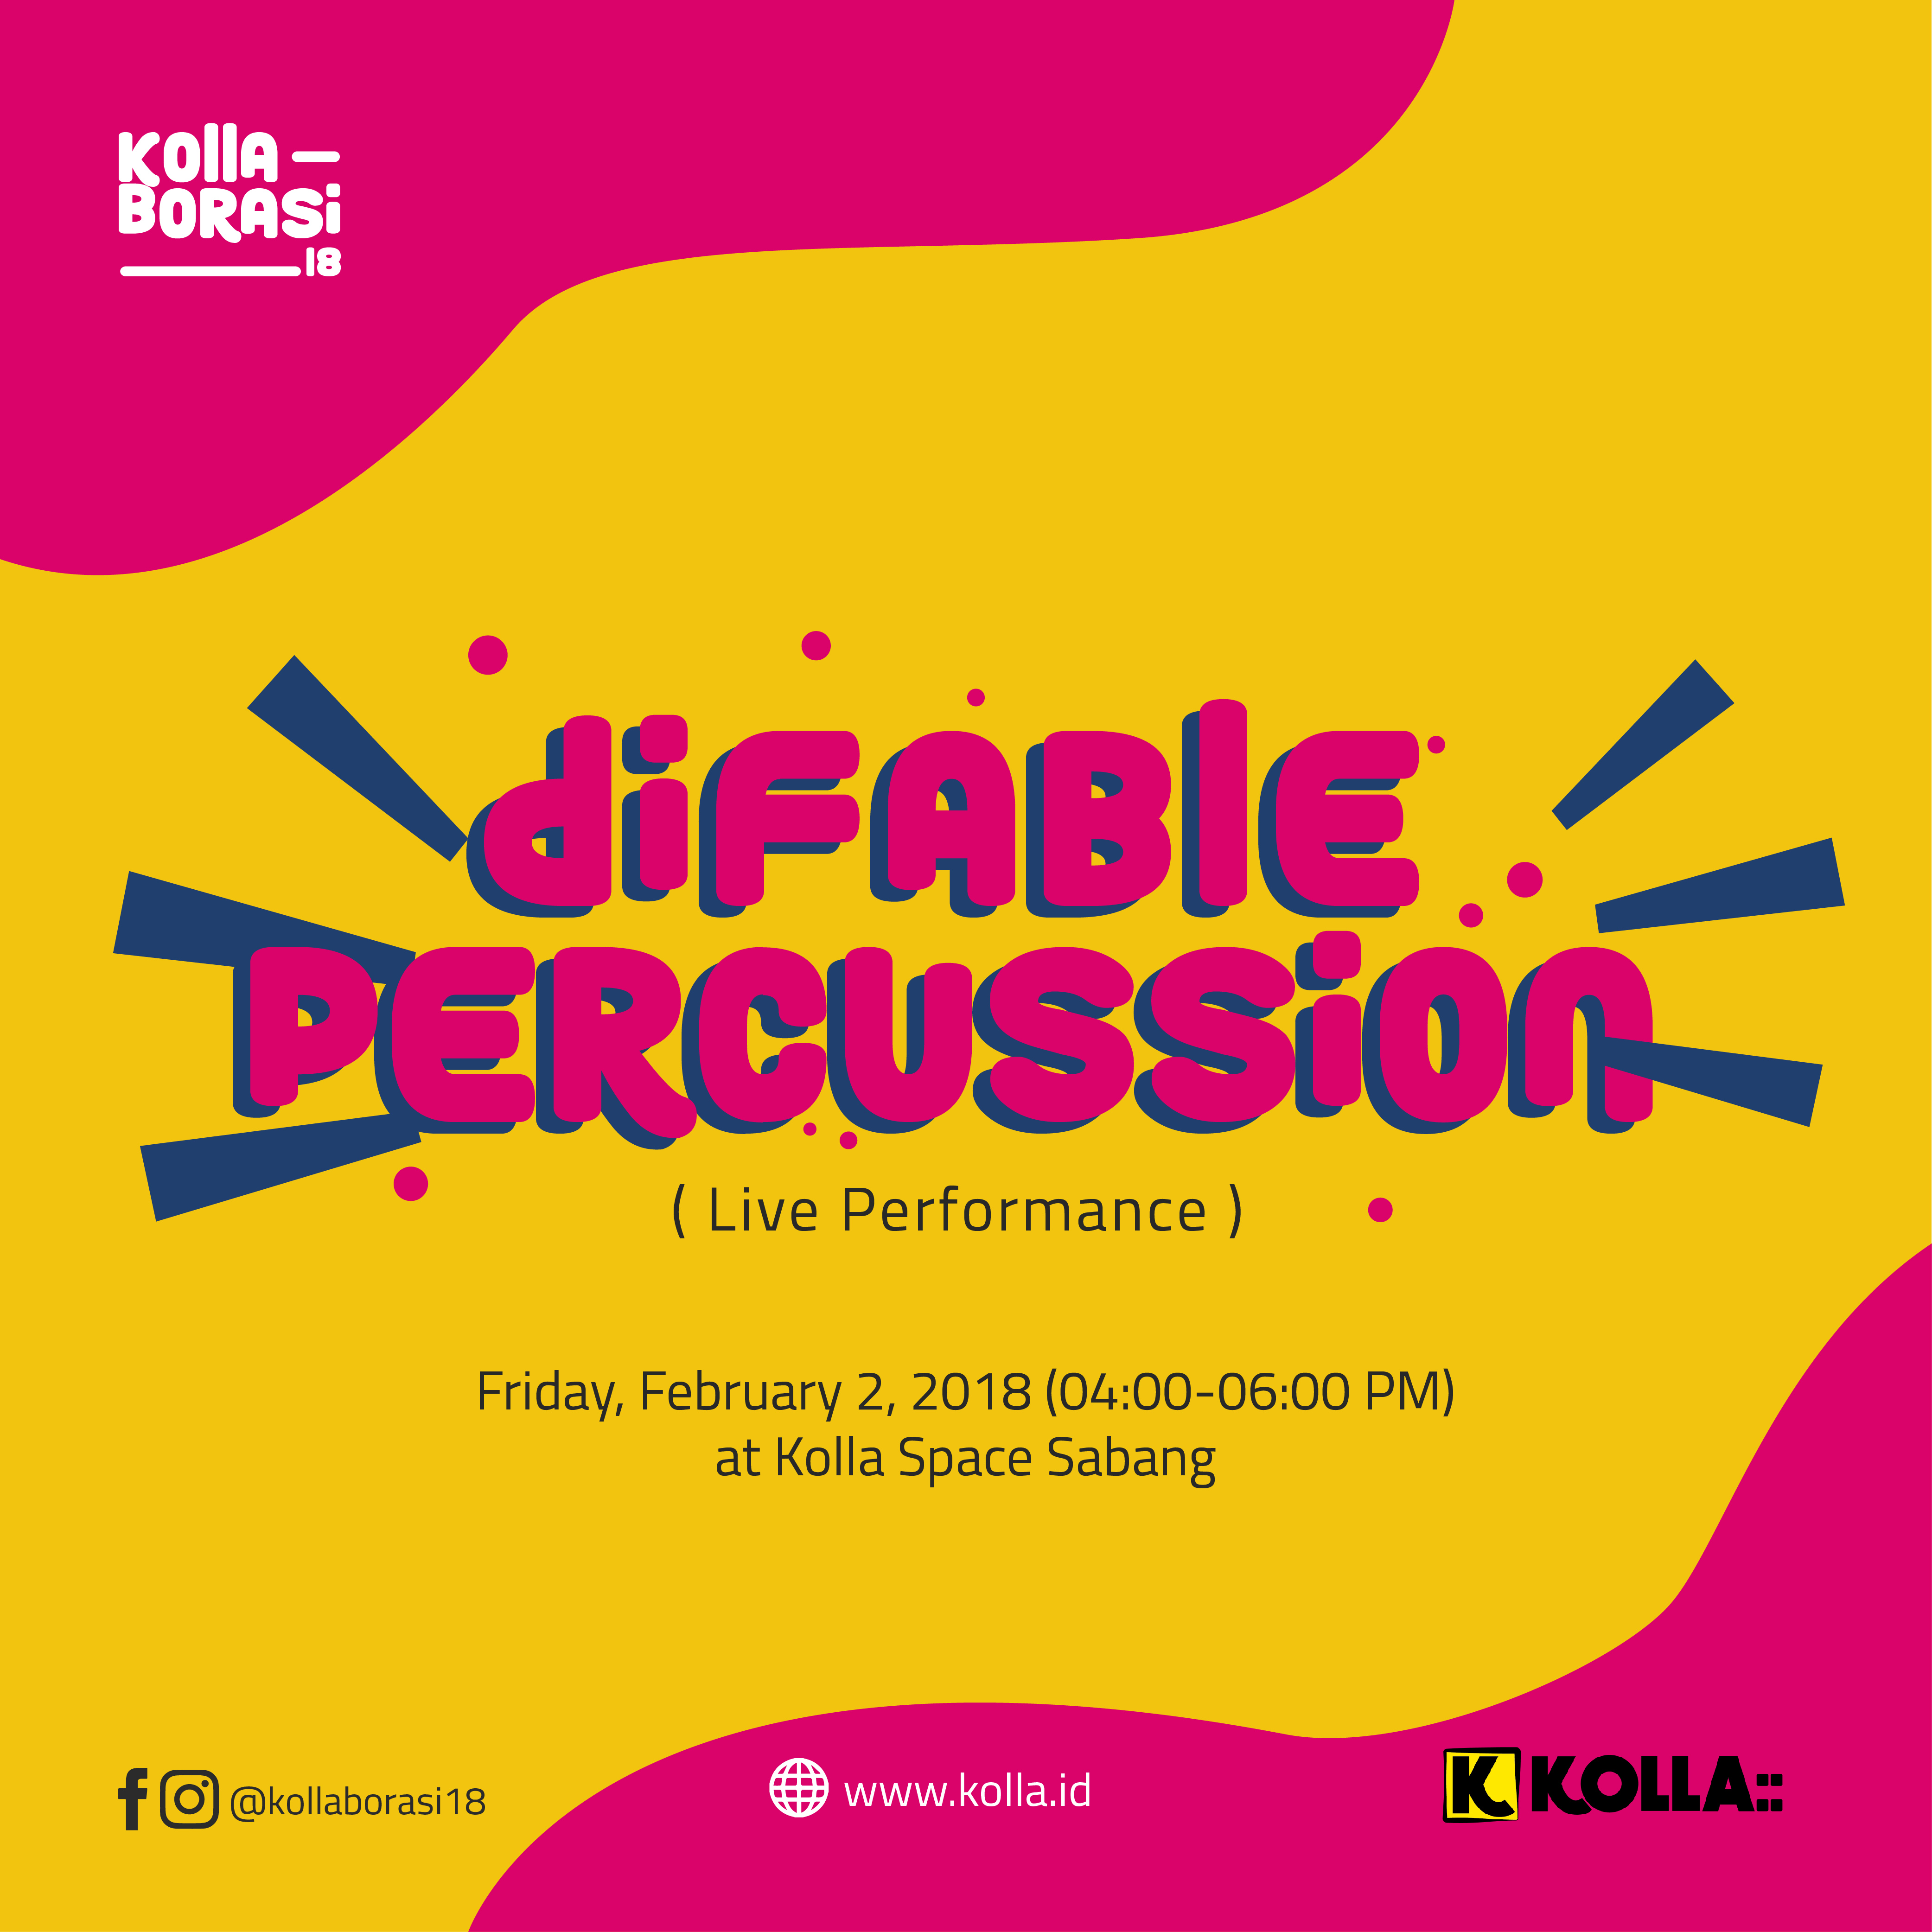 KollA –
BORASi
18
diFABlE
PERCUSSiOn
( Live Performance )
Friday, February 2, 2018 (04:00-06:00 PM)
at Kolla Space Sabang
@kollaborasi18
www.kolla.id
K KOLLA::